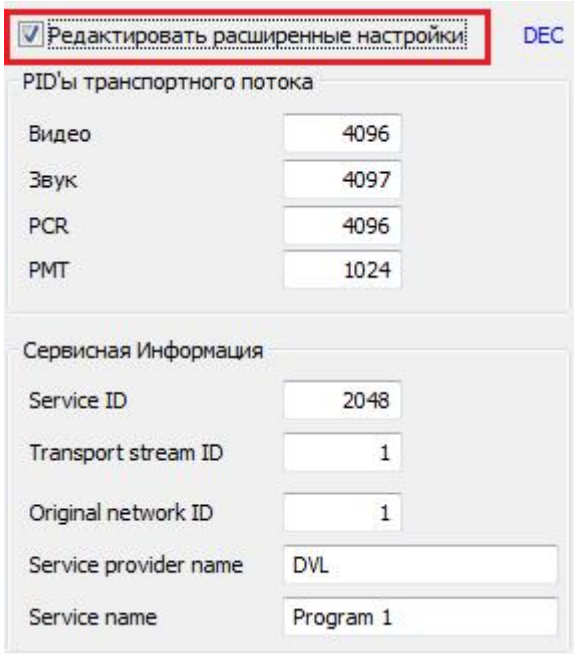 Редактировать расширенные настройки DEC
PID'ы транспортного потока
Видео 4096
Звук 4097
PCR 4096
PMT 1024
Сервисная Информация
Service ID 2048
Transport stream ID 1
Original network ID 1
Service provider name DVL
Service name Program 1